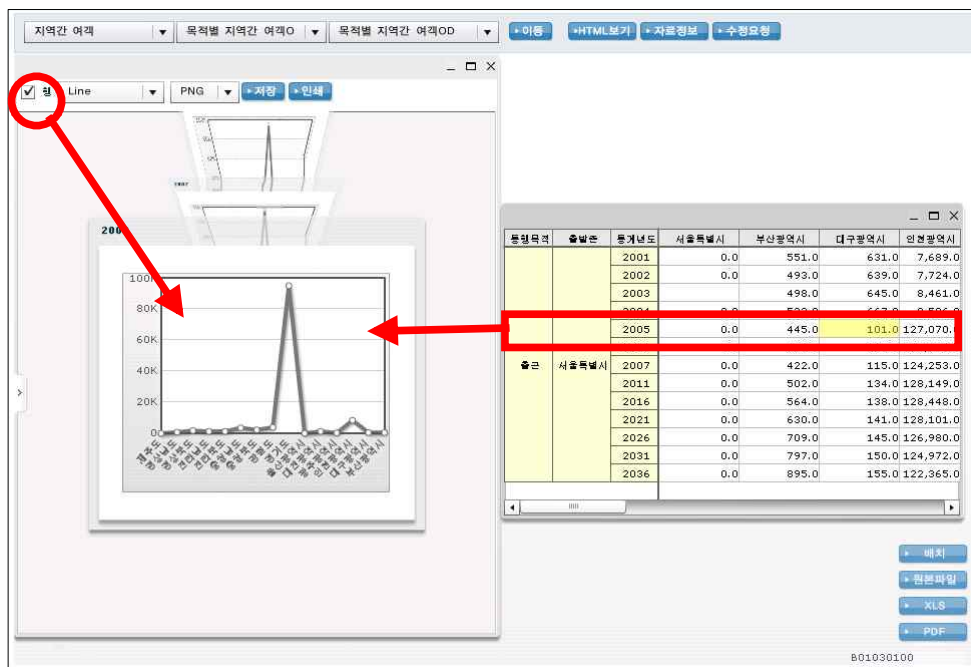 지역간 여객 목적별 지역간 여객O 목적별 지역간 여객OD 이동 HTML보기 자료정보 수정요청
행 Line PNG 저장 인쇄
200
100K
80K
60K
40K
20K
0
통행목적 출발존 통계년도 서울특별시 부산광역시 대구광역시 인천광역시
2001 0.0 551.0 631.0 7,689.0
2002 0.0 493.0 639.0 7,724.0
2003 498.0 645.0 8,461.0
2005 0.0 445.0 101.0 127,070.
출근 서울특별시 2007 0.0 422.0 115.0 124,253.0
2011 0.0 502.0 134.0 128,149.0
2016 0.0 564.0 138.0 128,448.0
2021 0.0 630.0 141.0 128,101.0
2026 0.0 709.0 145.0 126,980.0
2031 0.0 797.0 150.0 124,972.0
2036 0.0 895.0 155.0 122,365.0
배치
원본파일
XLS
PDF
B01030100